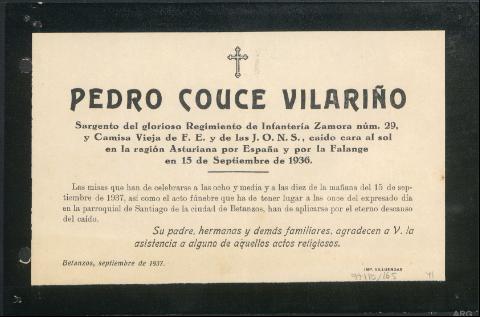 PEDRO COUCE VILARIÑO
Sargento del glorioso Regimiento de Infantería Zamora núm. 29,
y Camisa Vieja de F. E. y de las J. O. N. S., caído cara al sol
en la región Asturiana por España y por la Falange
en 15 de Septiembre de 1936.
Las misas que han de celebrarse a las ocho y media y a las diez de la mañana del 15 de sep-
tiembre de 1937, así como el acto fúnebre que ha de tener lugar a las once del expresado día
en la parroquial de Santiago de la ciudad de Betanzos, han de aplicarse por el eterno descanso
del caído.
Su padre, hermanas y demás familiares, agradecen a V. la
asistencia a alguno de aquellos actos religiosos.
Betanzos, septiembre de 1937.
IMP. VILLUENDAS
41
ARG